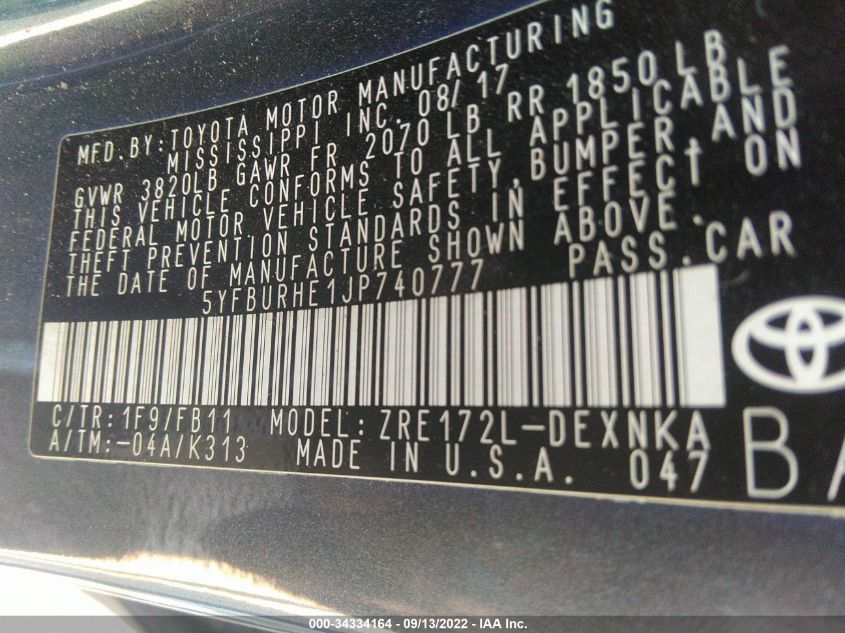 MFD.BY: TOYOTA MOTOR MANUFACTURING
MISSISSIPPI INC. 08/17
GVWR 3820LB GAWR FR 2070LB RR 1850LB
THIS VEHICLE CONFORMS TO ALL APPLICABLE
FEDERAL MOTOR VEHICLE SAFETY, BUMPER, AND
THEFT PREVENTION STANDARDS IN EFFECT ON
THE DATE OF MANUFACTURE SHOWN ABOVE.
5YFBURHE1JP740777 PASS.CAR
C/TR: 1F9/FB11 MODEL: ZRE172L-DEXNKA
A/TM: -04A/K313 MADE IN U.S.A. 047
BA
000-34334164 / 09/13/2022 - IAA Inc.